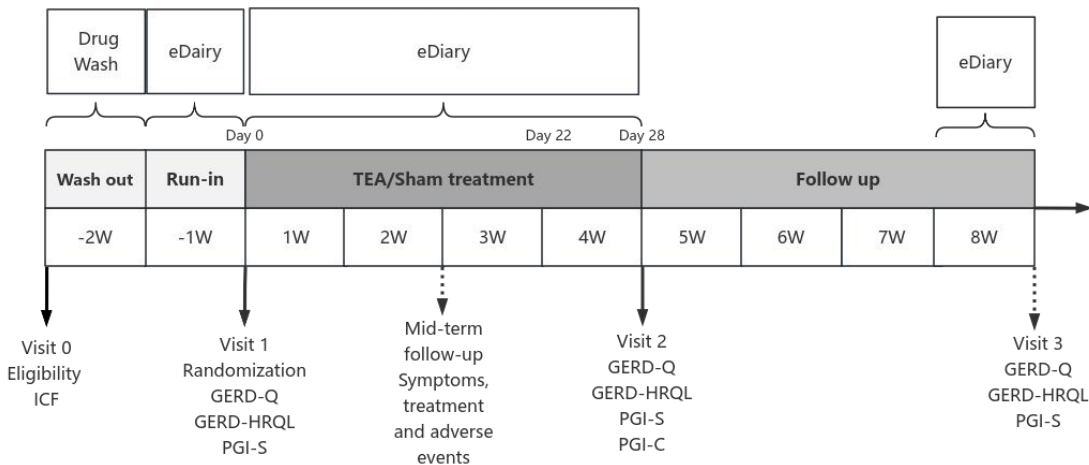 Drug
Wash
eDairy
eDiary
eDiary
Day 0
Day 22
Day 28
Wash out
Run-in
TEA/Sham treatment
Follow up
-2W
-1W
1W
2W
3W
4W
5W
6W
7W
8W
Visit 0
Eligibility
ICF
Visit 1
Randomization
GERD-Q
GERD-HRQL
PGI-S
Mid-term
follow-up
Symptoms,
treatment
and adverse
events
Visit 2
GERD-Q
GERD-HRQL
PGI-S
PGI-C
Visit 3
GERD-Q
GERD-HRQL
PGI-S